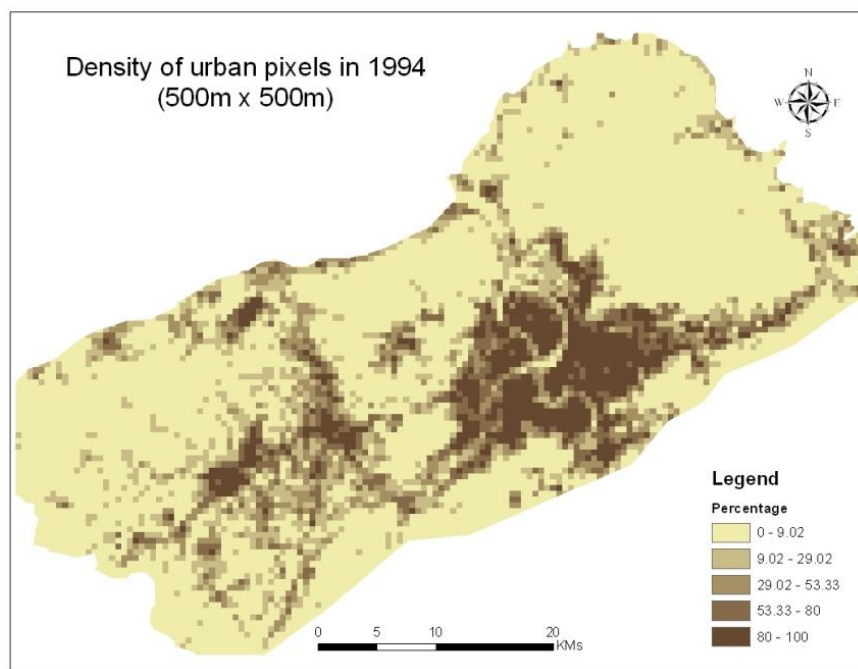 Density of urban pixels in 1994
(500m x 500m)
N
W E
S
Legend
Percentage
0 - 9.02
9.02 - 29.02
29.02 - 53.33
53.33 - 80
80 - 100
0 5 10 20
KMs